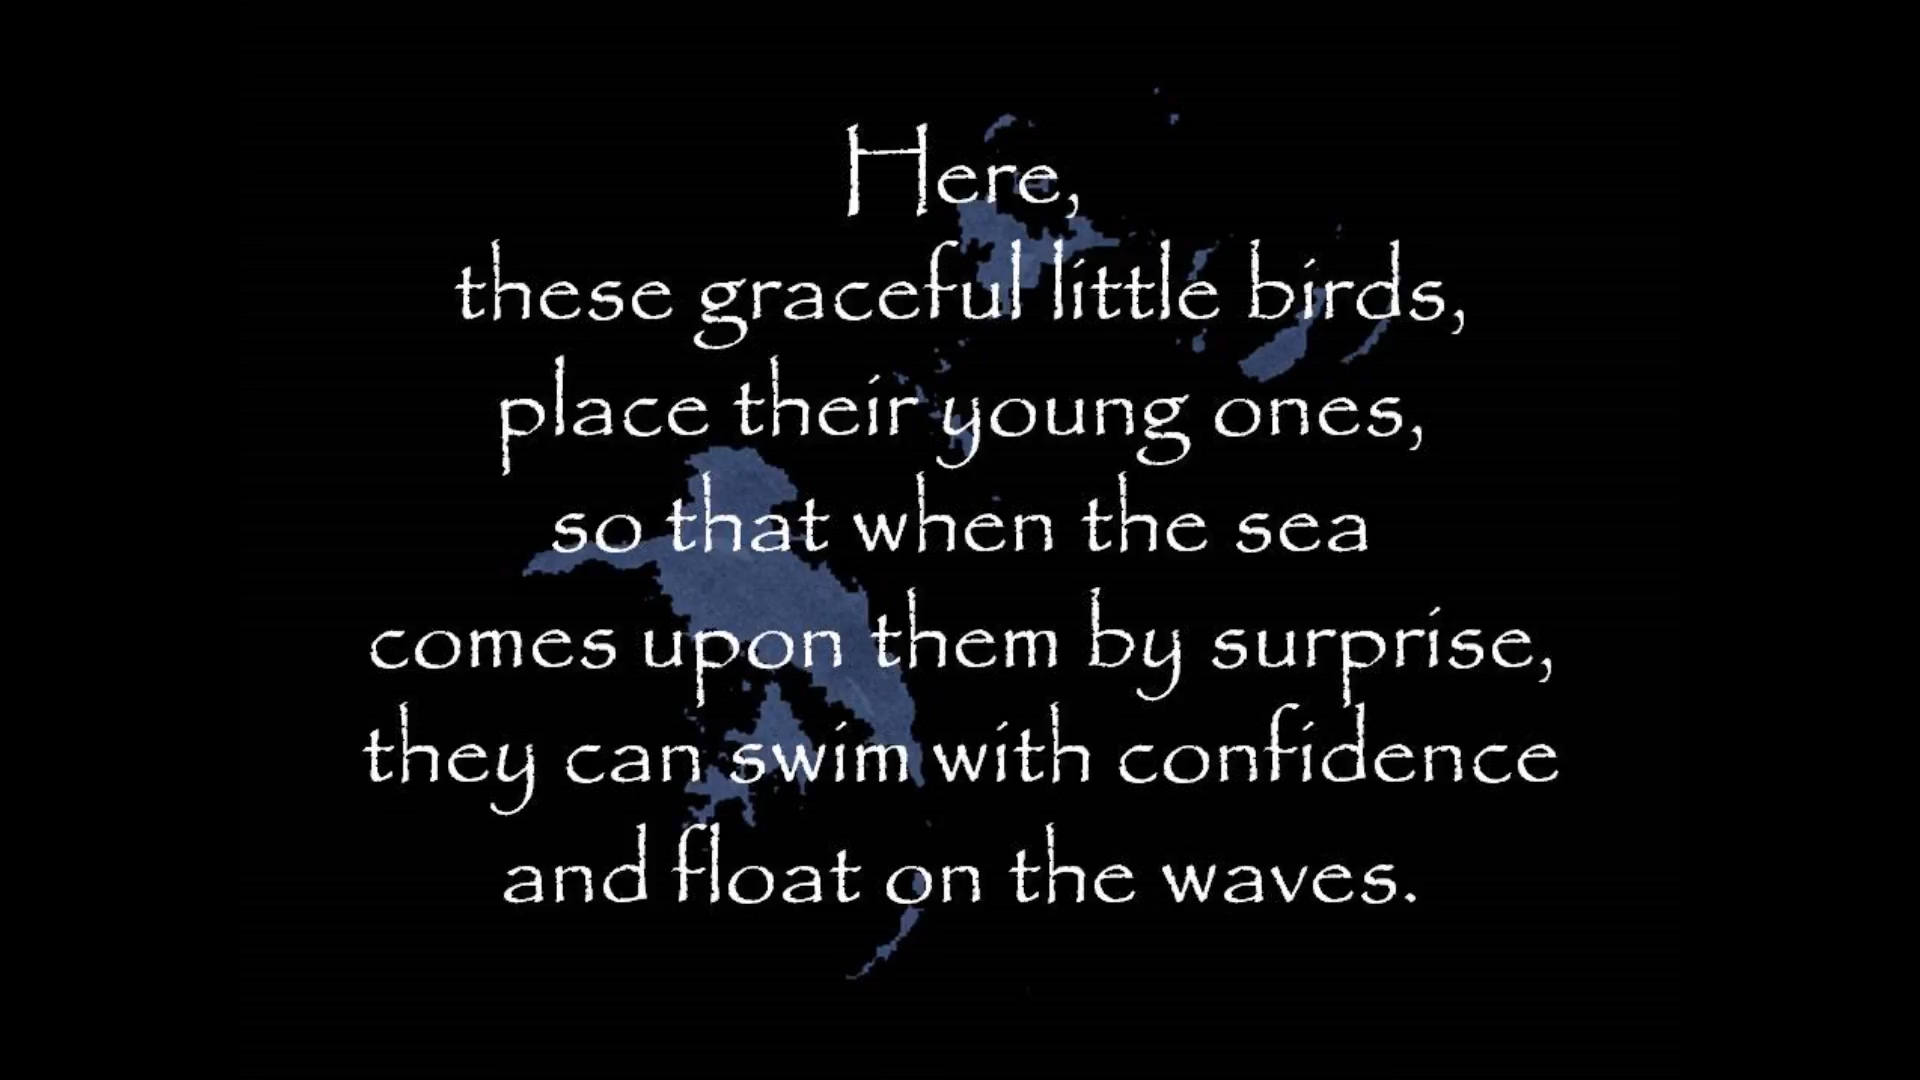 Here,
these graceful little birds,
place their young ones,
so that when the sea
comes upon them by surprise,
they can swim with confidence
and float on the waves.